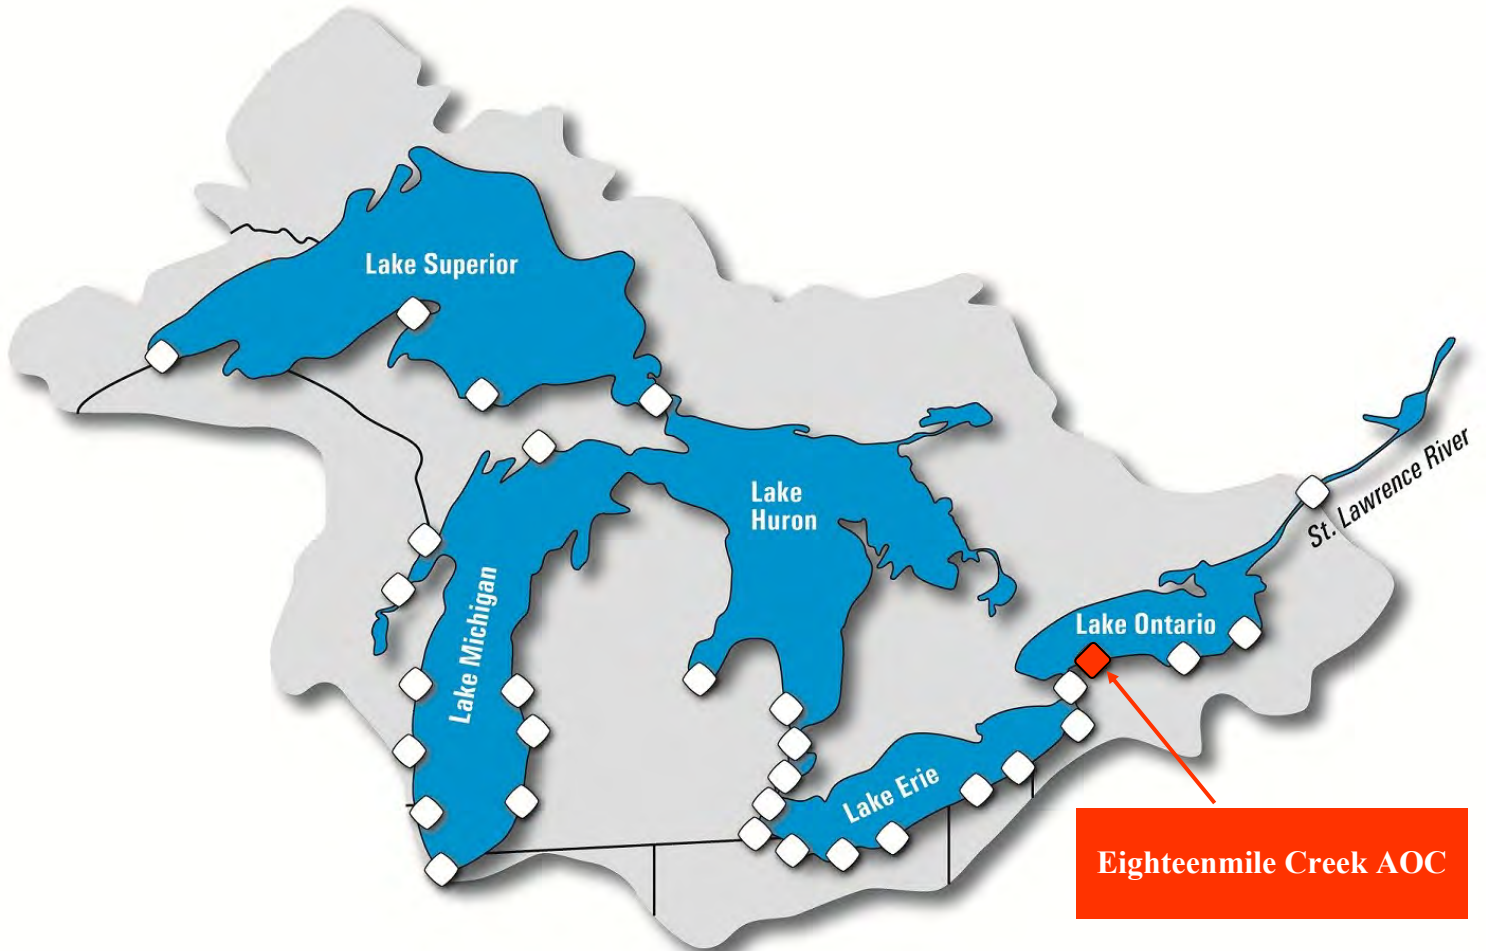 Lake Superior
Lake
Huron
St. Lawrence River
Lake Michigan
Lake Ontario
Lake Erie
Eighteenmile Creek AOC